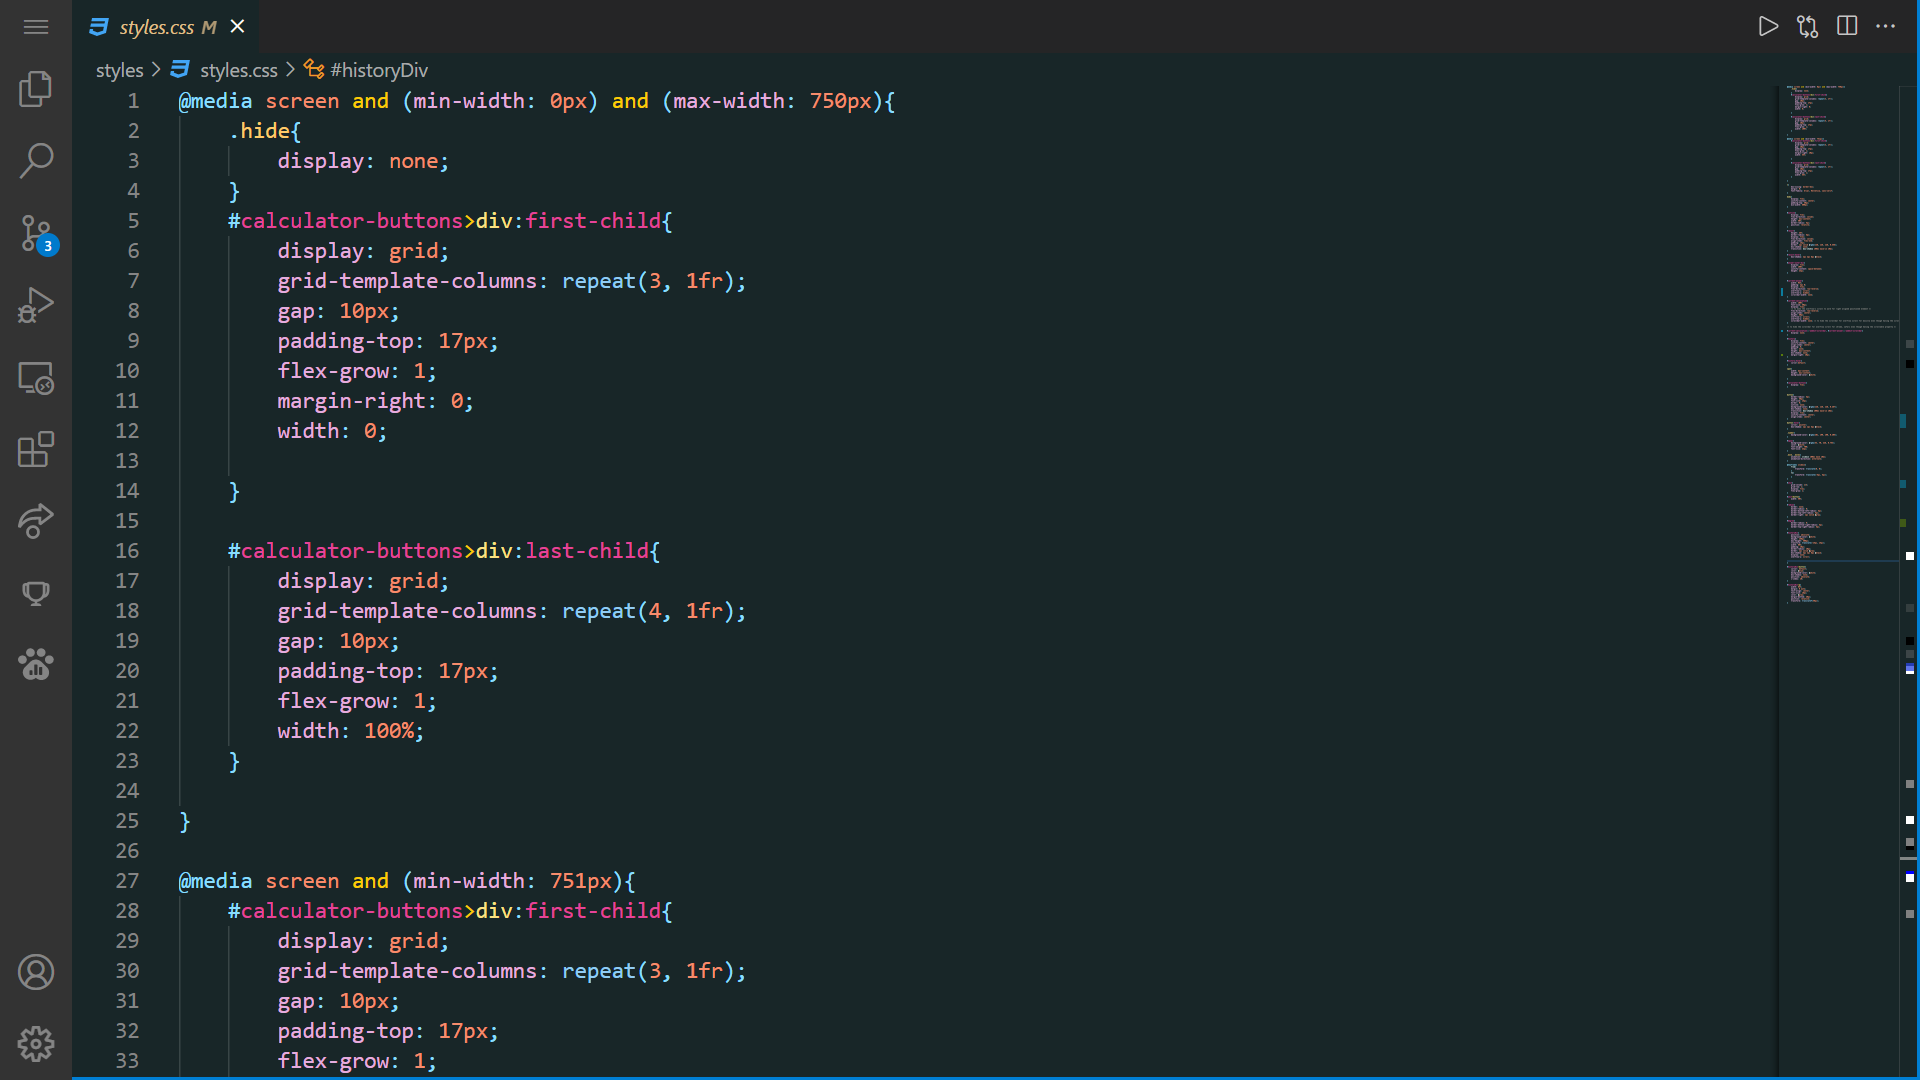 styles.css M
styles > styles.css > #historyDiv
1 @media screen and (min-width: 0px) and (max-width: 750px){
2 .hide{
3 display: none;
4 }
5 #calculator-buttons>div:first-child{
6 display: grid;
7 grid-template-columns: repeat(3, 1fr);
8 gap: 10px;
9 padding-top: 17px;
10 flex-grow: 1;
11 margin-right: 0;
12 width: 0;
13
14 }
15
16 #calculator-buttons>div:last-child{
17 display: grid;
18 grid-template-columns: repeat(4, 1fr);
19 gap: 10px;
20 padding-top: 17px;
21 flex-grow: 1;
22 width: 100%;
23 }
24
25 }
26
27 @media screen and (min-width: 751px){
28 #calculator-buttons>div:first-child{
29 display: grid;
30 grid-template-columns: repeat(3, 1fr);
31 gap: 10px;
32 padding-top: 17px;
33 flex-grow: 1;
3